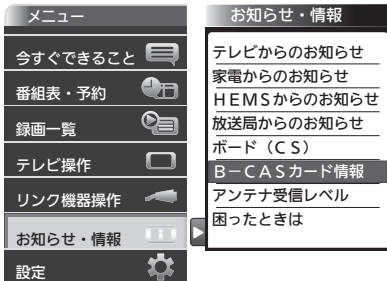 メニュー
今すぐできること
番組表・予約
録画一覧
テレビ操作
リンク機器操作
お知らせ・情報
設定
お知らせ・情報
テレビからのお知らせ
家電からのお知らせ
ＨＥＭＳからのお知らせ
放送局からのお知らせ
ボード（ＣＳ）
Ｂ－ＣＡＳカード情報
アンテナ受信レベル
困ったときは